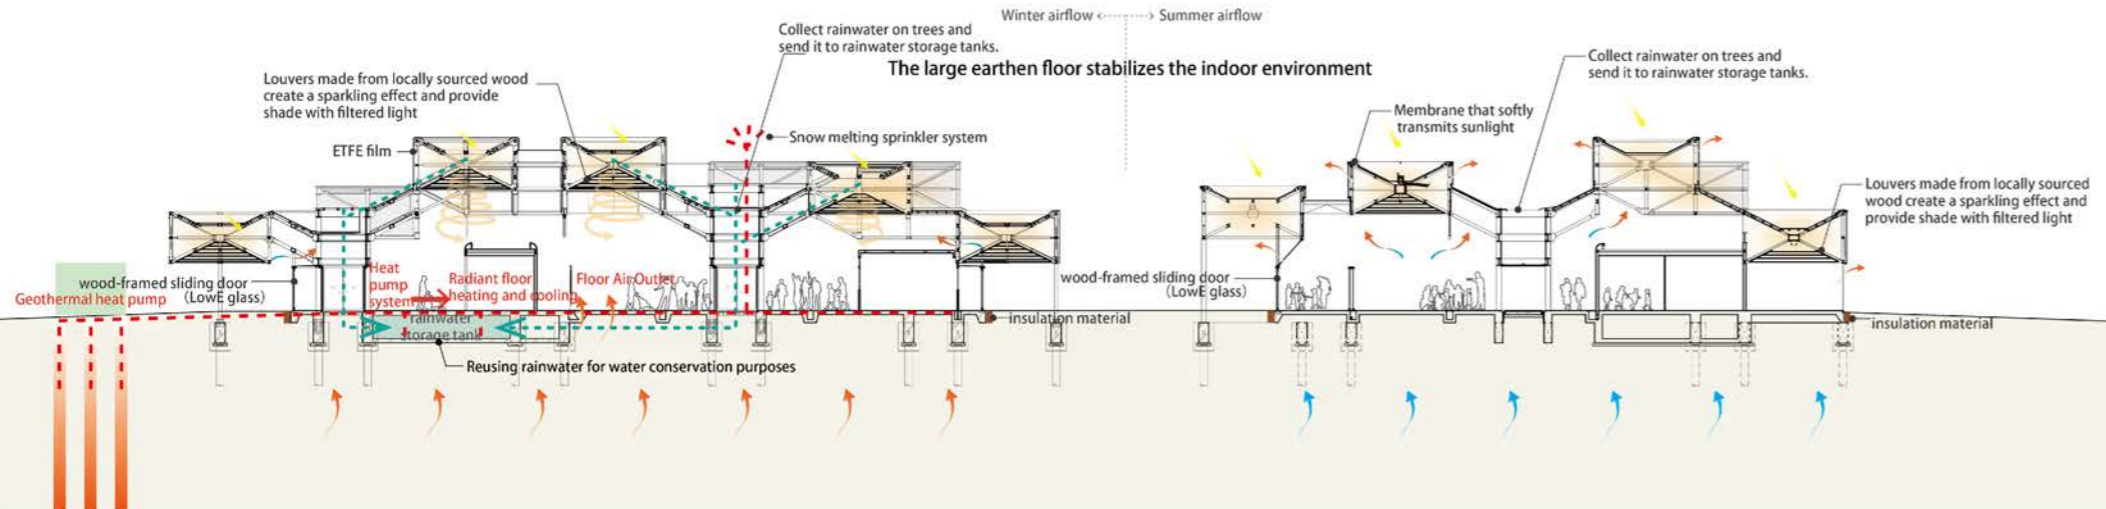 Winter airflow
Summer airflow
Collect rainwater on trees and
send it to rainwater storage tanks.
The large earthen floor stabilizes the indoor environment
Louvers made from locally sourced wood
create a sparkling effect and provide
shade with filtered light
ETFE film
Snow melting sprinkler system
Collect rainwater on trees and
send it to rainwater storage tanks.
Membrane that softly
transmits sunlight
Louvers made from locally sourced
wood create a sparkling effect and
provide shade with filtered light
wood-framed sliding door
(LowE glass)
Geothermal heat pump
Heat
pump
system
Radiant floor
heating and cooling
Floor Air Outlet
rainwater
storage tank
Reusing rainwater for water conservation purposes
insulation material
wood-framed sliding door
(LowE glass)
insulation material